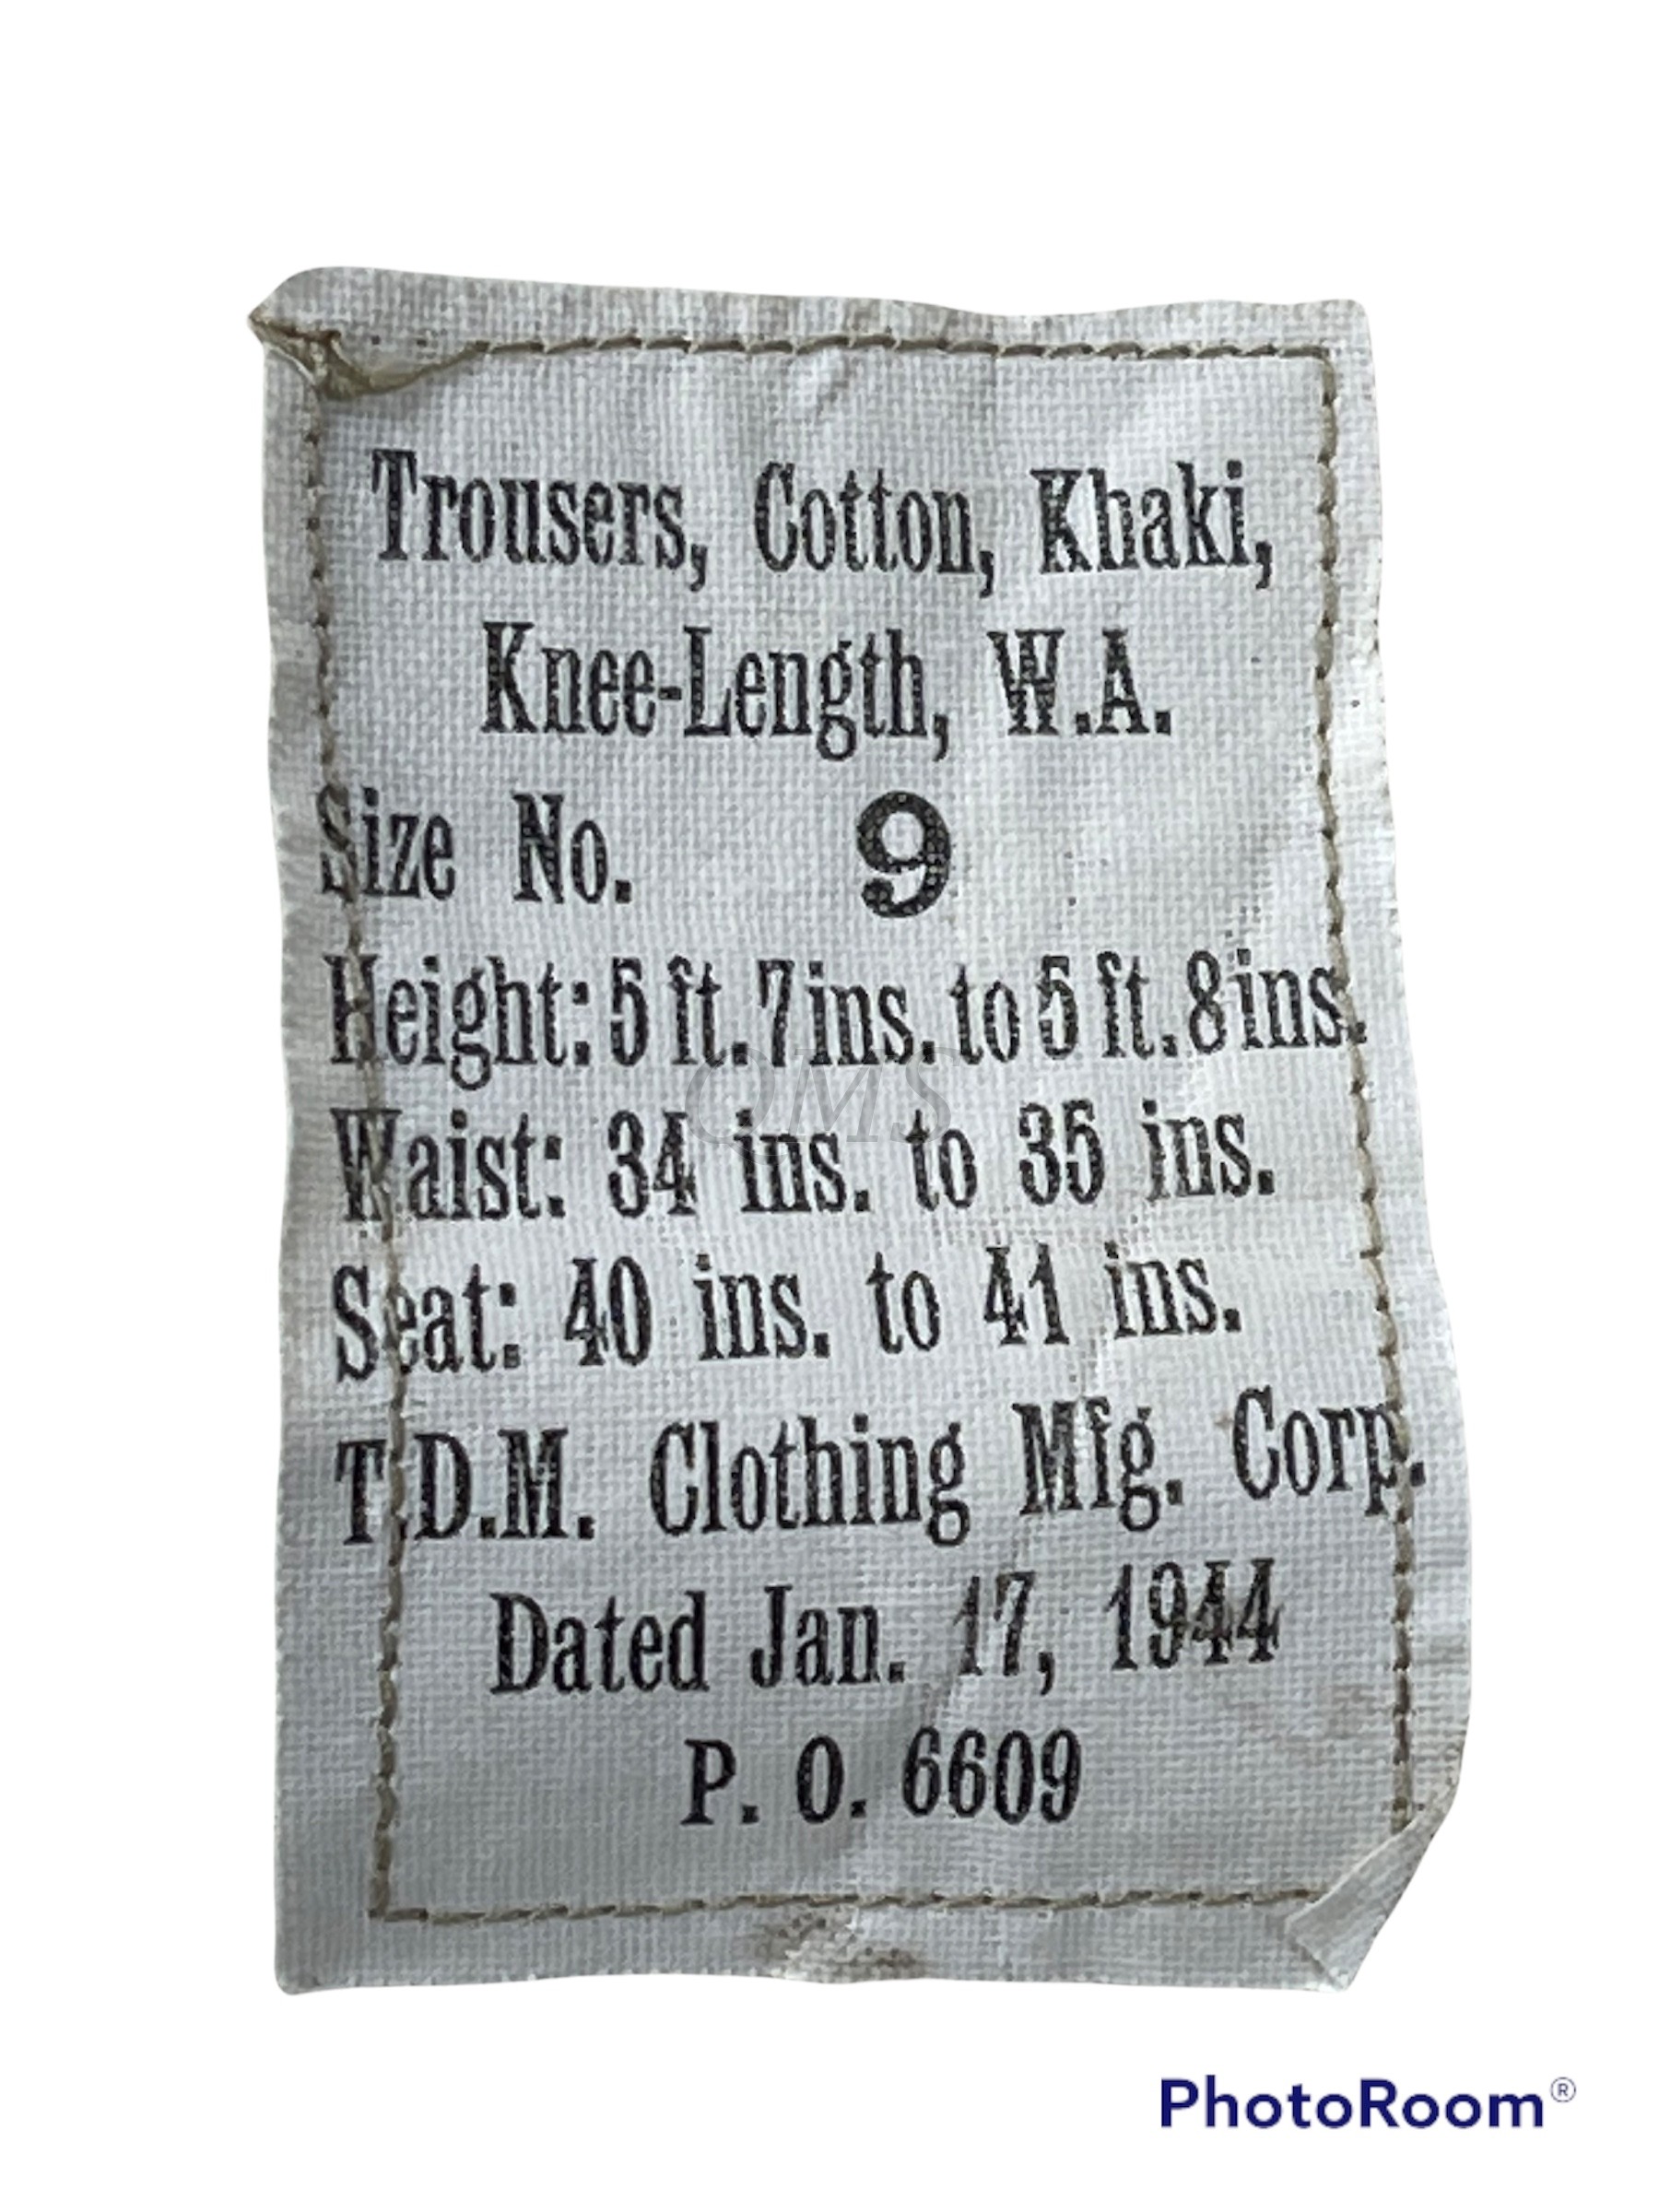 Trousers, Cotton, Khaki,
Knee-Length, W.A.
Size No. 9
Height: 5 ft. 7 ins. to 5 ft. 8 ins.
QMS
Waist: 34 ins. to 35 ins.
Seat: 40 ins. to 41 ins.
T.D.M. Clothing Mfg. Corp.
Dated Jan. 17, 1944
P. O. 6609
PhotoRoom®